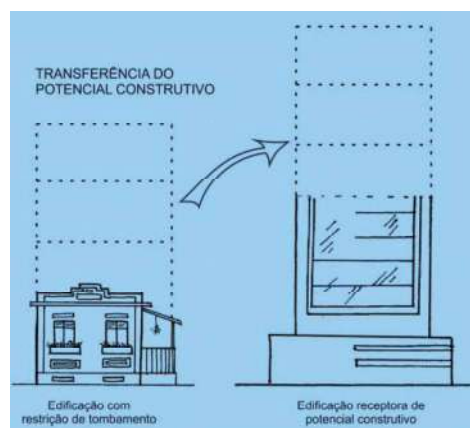 TRANSFERÊNCIA DO
POTENCIAL CONSTRUTIVO
Edificação com
restrição de tombamento
Edificação receptora de
potencial construtivo